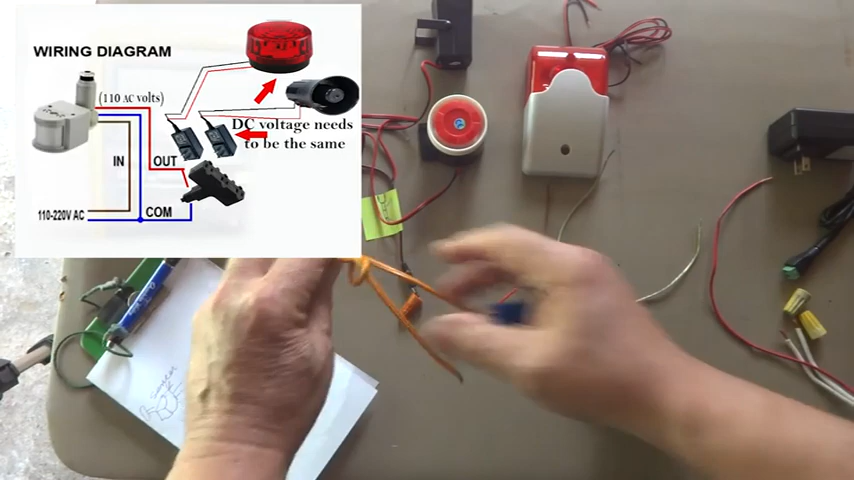 WIRING DIAGRAM
(110 AC volts)
DC voltage needs
to be the same
IN
OUT
110-220V AC
COM